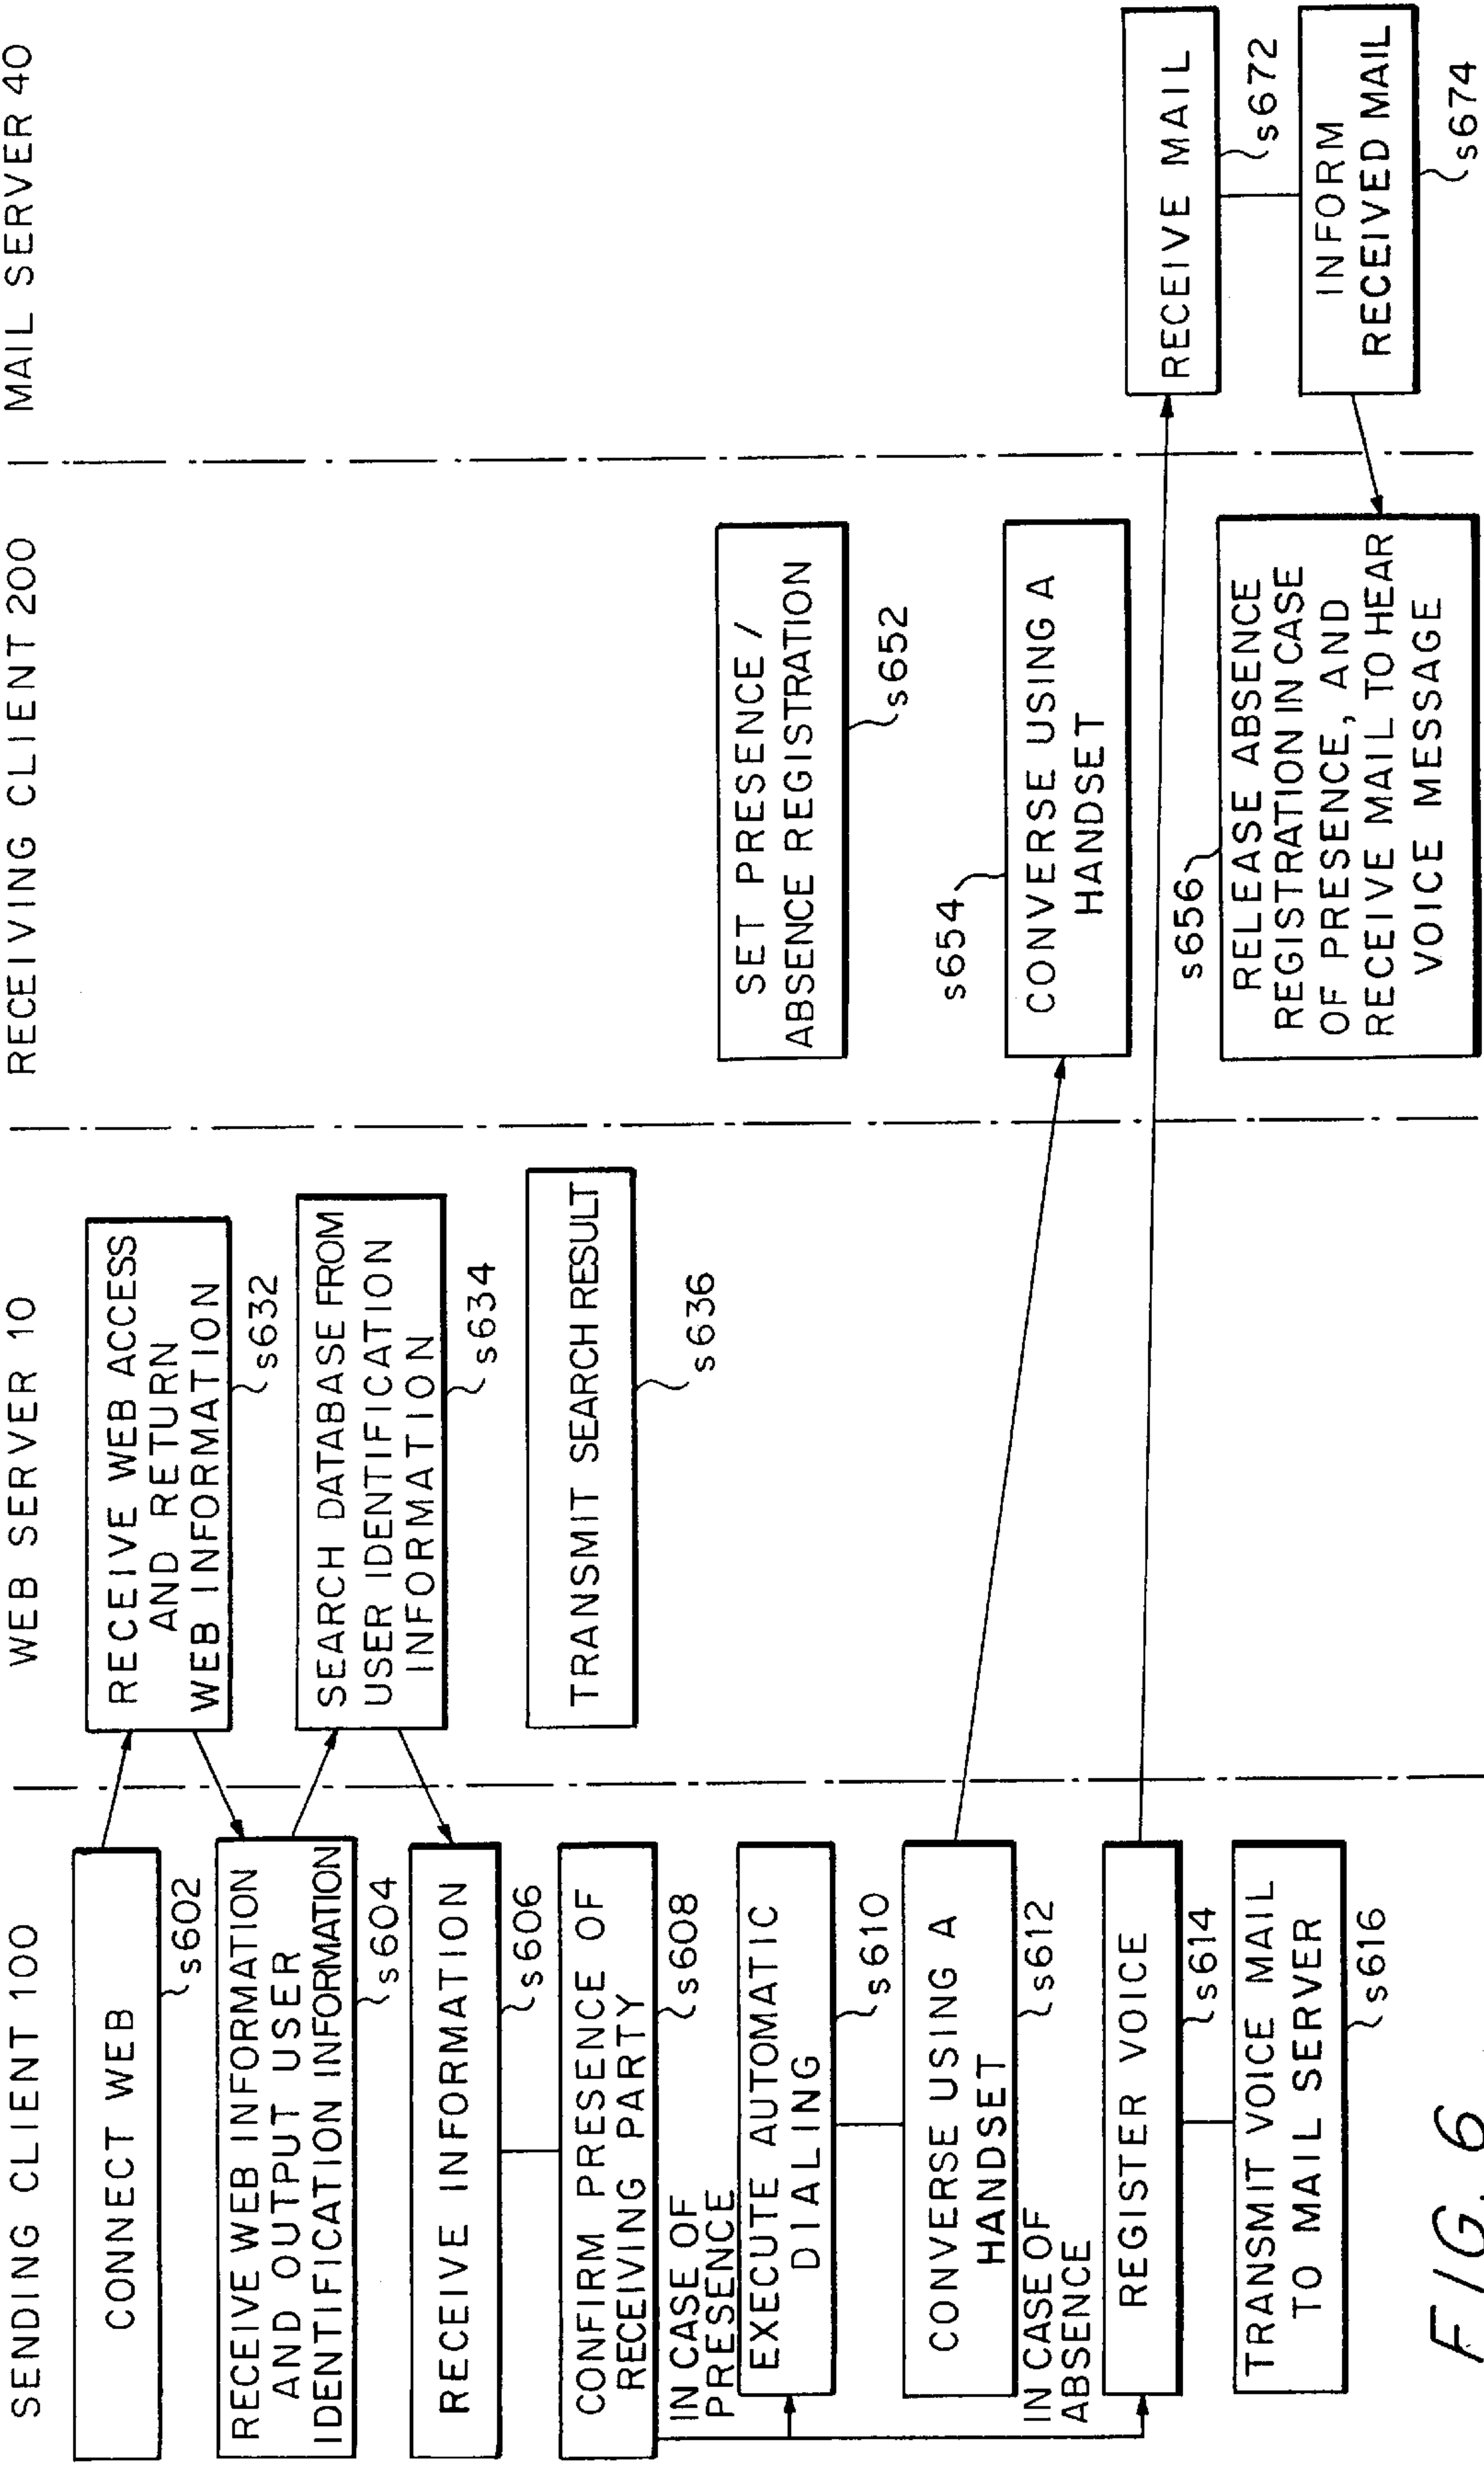 SENDING CLIENT 100
CONNECT WEB
s602
RECEIVE WEB INFORMATION
AND OUTPUT USER
IDENTIFICATION INFORMATION
s604
RECEIVE INFORMATION
s606
CONFIRM PRESENCE OF
RECEIVING PARTY
s608
IN CASE OF
PRESENCE
EXECUTE AUTOMATIC
DIALING
s610
CONVERSE USING A
HANDSET
s612
IN CASE OF
ABSENCE
REGISTER VOICE
s614
TRANSMIT VOICE MAIL
TO MAIL SERVER
s616
WEB SERVER 10
RECEIVE WEB ACCESS
AND RETURN
WEB INFORMATION
s632
SEARCH DATABASE FROM
USER IDENTIFICATION
INFORMATION
s634
TRANSMIT SEARCH RESULT
s636
RECEIVING CLIENT 200
SET PRESENCE /
ABSENCE REGISTRATION
s652
s654
CONVERSE USING A
HANDSET
s656
RELEASE ABSENCE
REGISTRATION IN CASE
OF PRESENCE, AND
RECEIVE MAIL TO HEAR
VOICE MESSAGE
MAIL SERVER 40
RECEIVE MAIL
s672
INFORM
RECEIVED MAIL
s674
FIG. 6